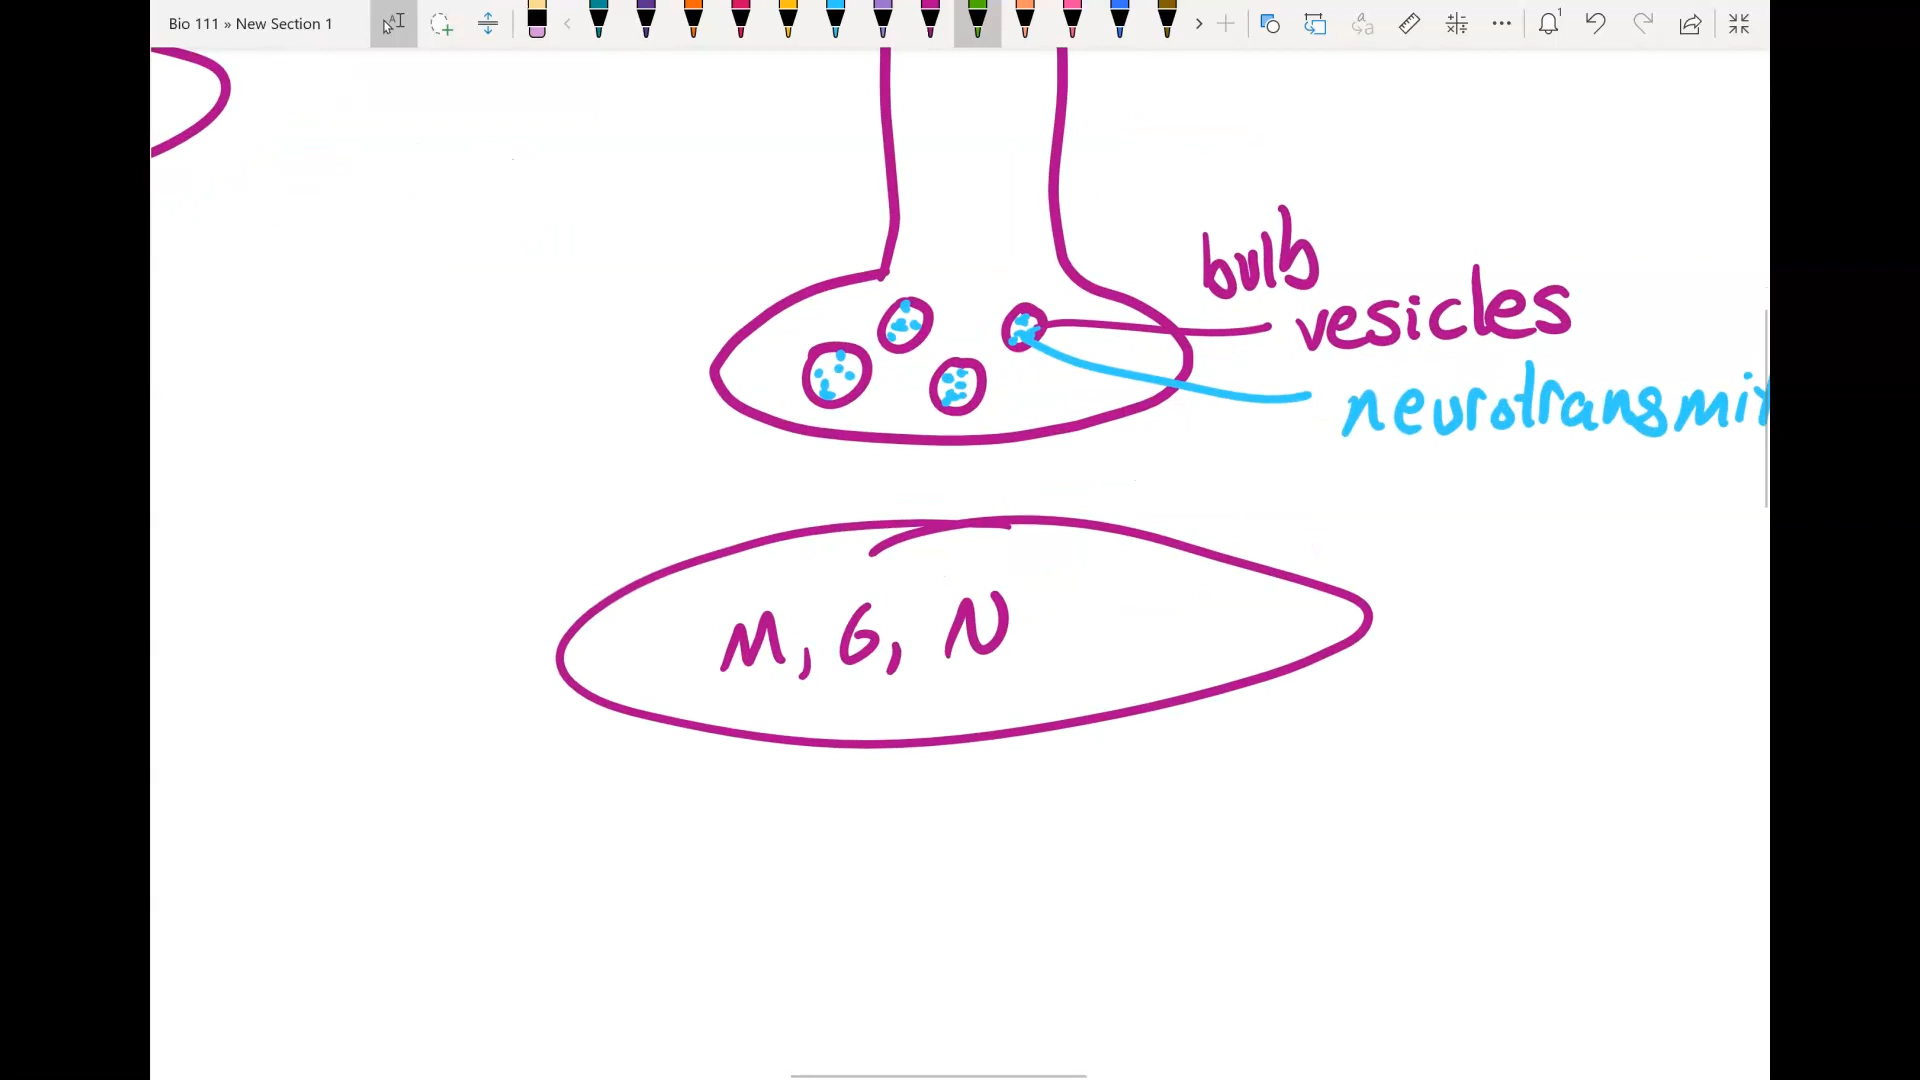 Bio 111 » New Section 1
bulb
vesicles
neurotransmi
M, G, N